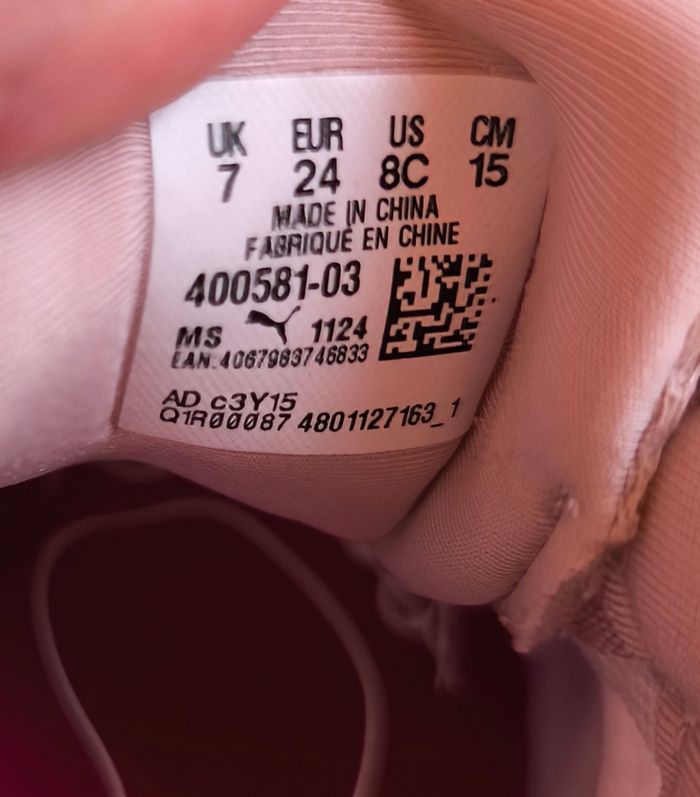 UK EUR US CM
7 24 8C 15
MADE IN CHINA
FABRIQUÉ EN CHINE
400581-03
MS 1124
EAN:4067983746833
AD c3Y15
Q1R00087 4801127163_1